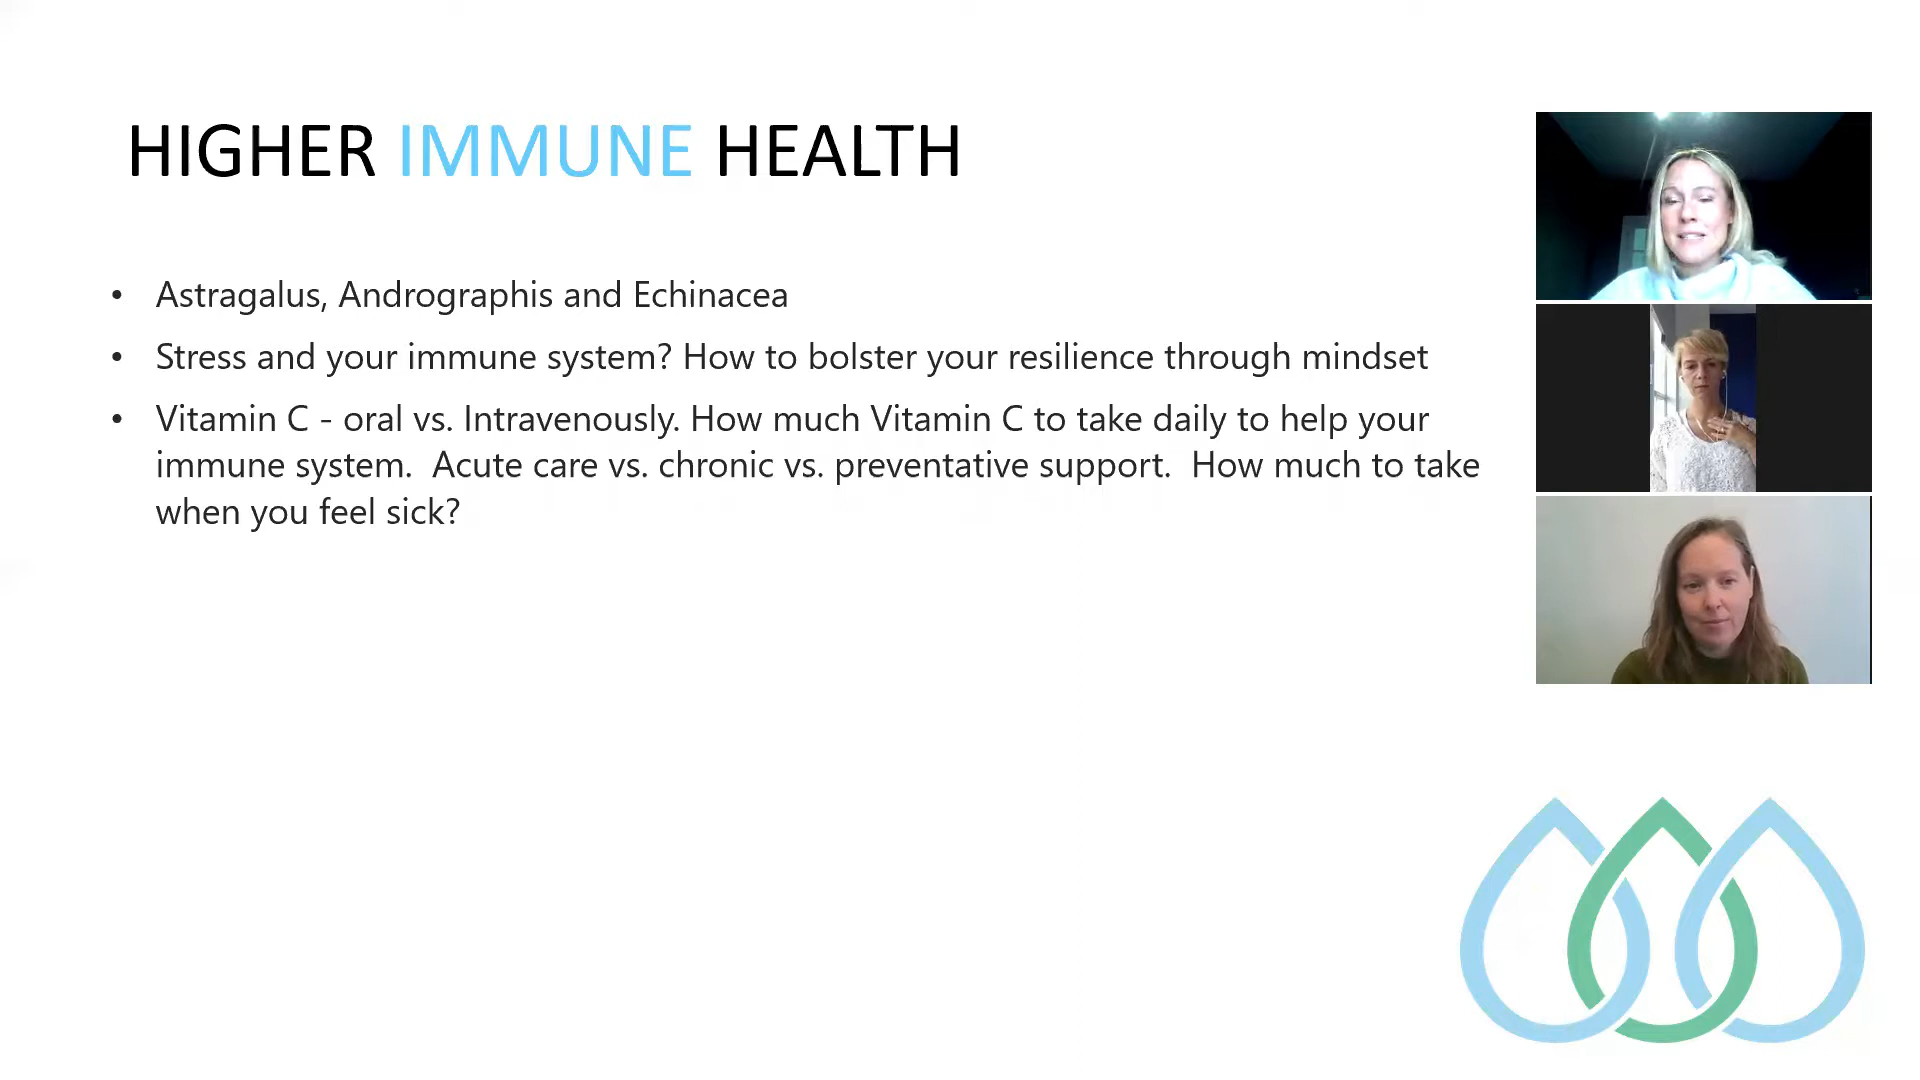 HIGHER IMMUNE HEALTH
• Astragalus, Andrographis and Echinacea
• Stress and your immune system? How to bolster your resilience through mindset
• Vitamin C - oral vs. Intravenously. How much Vitamin C to take daily to help your
immune system.  Acute care vs. chronic vs. preventative support.  How much to take
when you feel sick?